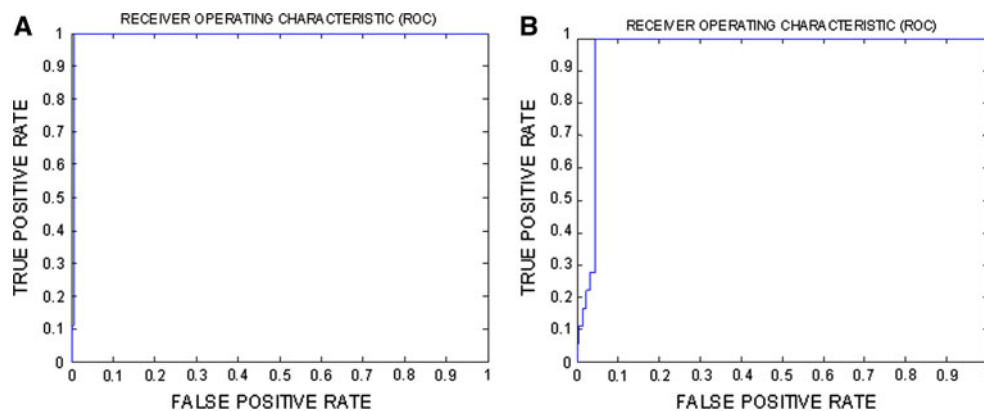 A
RECEIVER OPERATING CHARACTERISTIC (ROC)
TRUE POSITIVE RATE
1
0.9
0.8
0.7
0.6
0.5
0.4
0.3
0.2
0.1
0
0 0.1 0.2 0.3 0.4 0.5 0.6 0.7 0.8 0.9 1
FALSE POSITIVE RATE
B
RECEIVER OPERATING CHARACTERISTIC (ROC)
TRUE POSITIVE RATE
1
0.9
0.8
0.7
0.6
0.5
0.4
0.3
0.2
0.1
0
0 0.1 0.2 0.3 0.4 0.5 0.6 0.7 0.8 0.9
FALSE POSITIVE RATE